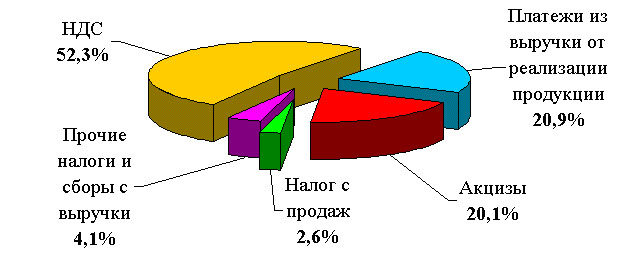 НДС
52,3%
Платежи из
выручки от
реализации
продукции
20,9%
Прочие
налоги и
сборы с
выручки
4,1%
Налог с
продаж
2,6%
Акцизы
20,1%